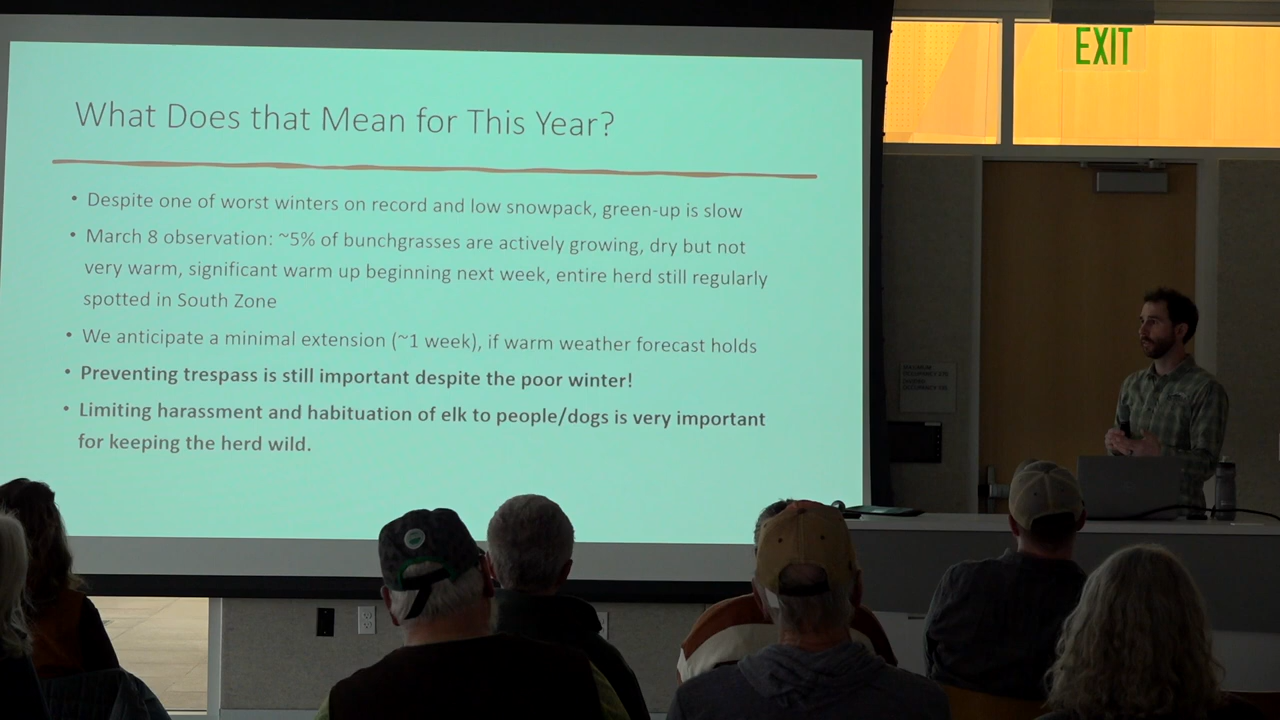 EXIT
What Does that Mean for This Year?
• Despite one of worst winters on record and low snowpack, green-up is slow
• March 8 observation: ~5% of bunchgrasses are actively growing, dry but not
very warm, significant warm up beginning next week, entire herd still regularly
spotted in South Zone
• We anticipate a minimal extension (~1 week), if warm weather forecast holds
• Preventing trespass is still important despite the poor winter!
• Limiting harassment and habituation of elk to people/dogs is very important
for keeping the herd wild.